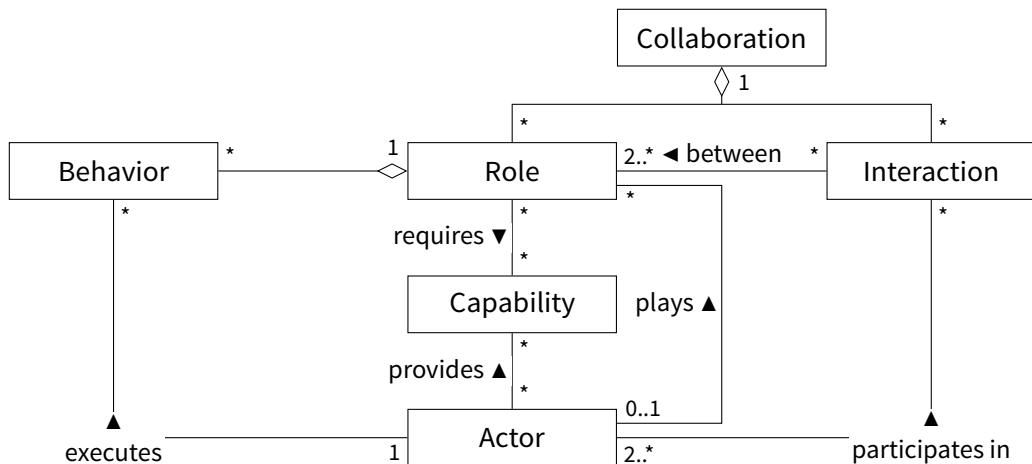 Collaboration
1
* *
Behavior * 1 Role 2..* ◄ between * Interaction
* * * *
requires ▼
*
Capability plays ▲
*
provides ▲
*
0..1
Actor
▲ ▲
executes 1 2..* participates in